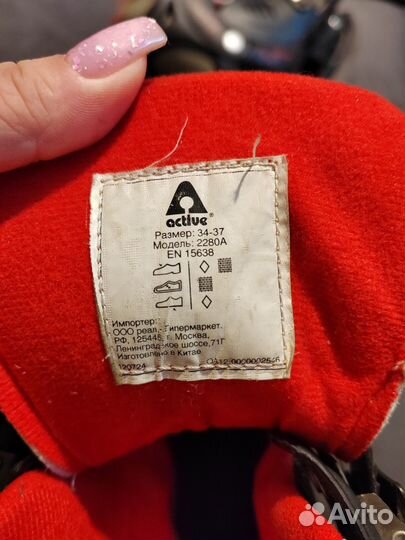 active®
Размер: 34-37
Модель: 2280A
EN 15638
Импортер:
ООО реал,- Гипермаркет.
РФ, 125445, г. Москва,
Ленинградское шоссе,71Г
Изготовлено в Китае
120724
Avito